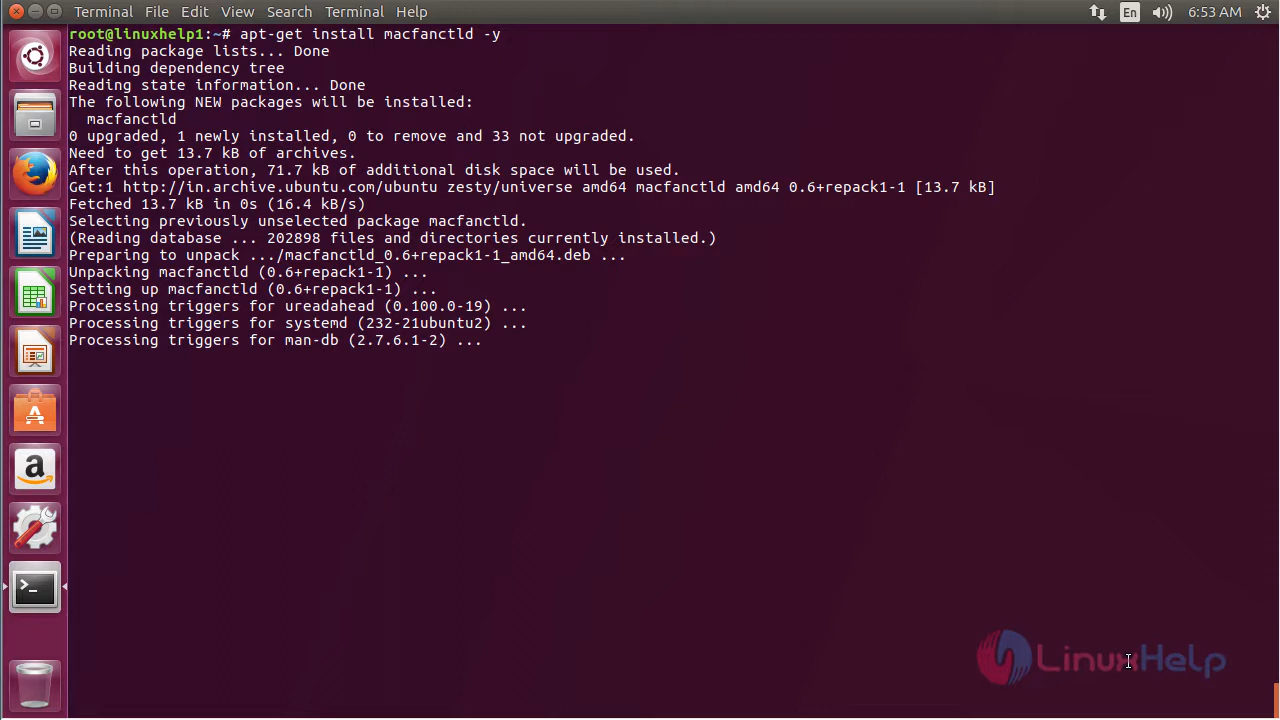 Terminal File Edit View Search Terminal Help En 6:53 AM
root@linuxhelp1:~# apt-get install macfanctld -y
Reading package lists... Done
Building dependency tree
Reading state information... Done
The following NEW packages will be installed:
  macfanctld
0 upgraded, 1 newly installed, 0 to remove and 33 not upgraded.
Need to get 13.7 kB of archives.
After this operation, 71.7 kB of additional disk space will be used.
Get:1 http://in.archive.ubuntu.com/ubuntu zesty/universe amd64 macfanctld amd64 0.6+repack1-1 [13.7 kB]
Fetched 13.7 kB in 0s (16.4 kB/s)
Selecting previously unselected package macfanctld.
(Reading database ... 202898 files and directories currently installed.)
Preparing to unpack .../macfanctld_0.6+repack1-1_amd64.deb ...
Unpacking macfanctld (0.6+repack1-1) ...
Setting up macfanctld (0.6+repack1-1) ...
Processing triggers for ureadahead (0.100.0-19) ...
Processing triggers for systemd (232-21ubuntu2) ...
Processing triggers for man-db (2.7.6.1-2) ...
LinuxHelp